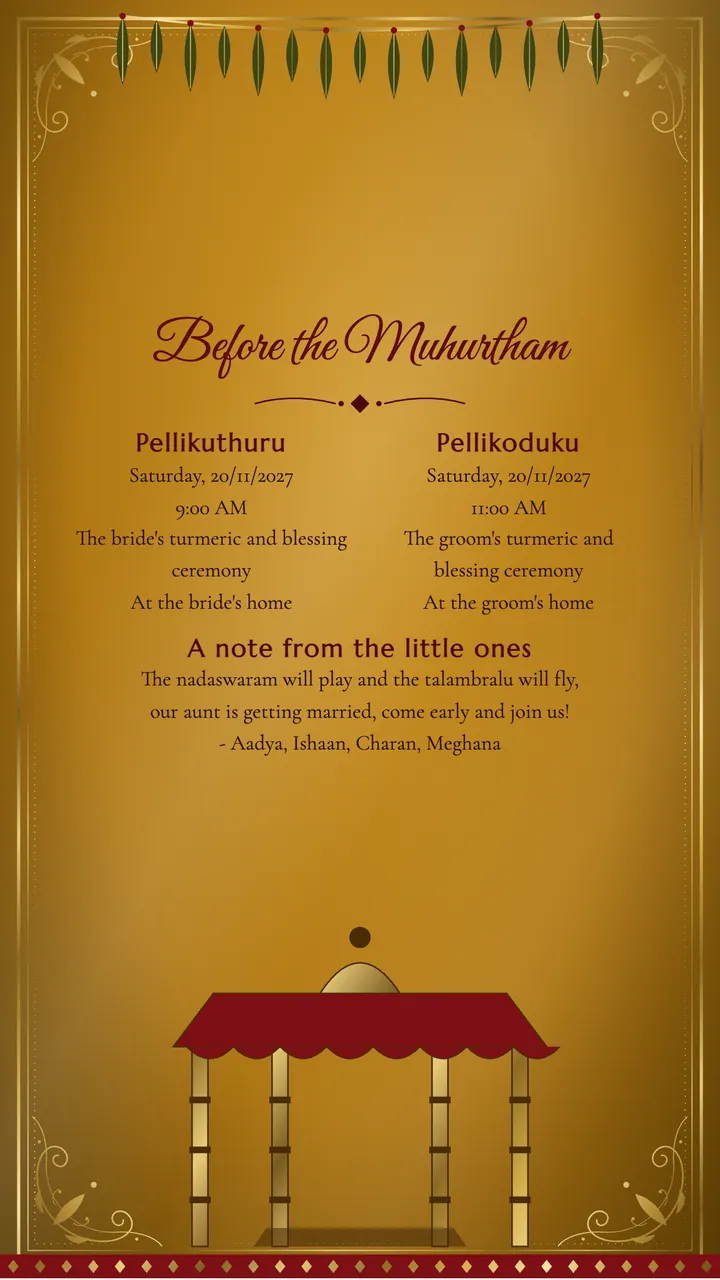 Before the Muhurtham
Pellikuthuru
Saturday, 20/11/2027
9:00 AM
The bride's turmeric and blessing
ceremony
At the bride's home
Pellikoduku
Saturday, 20/11/2027
11:00 AM
The groom's turmeric and
blessing ceremony
At the groom's home
A note from the little ones
The nadaswaram will play and the talambralu will fly,
our aunt is getting married, come early and join us!
- Aadya, Ishaan, Charan, Meghana